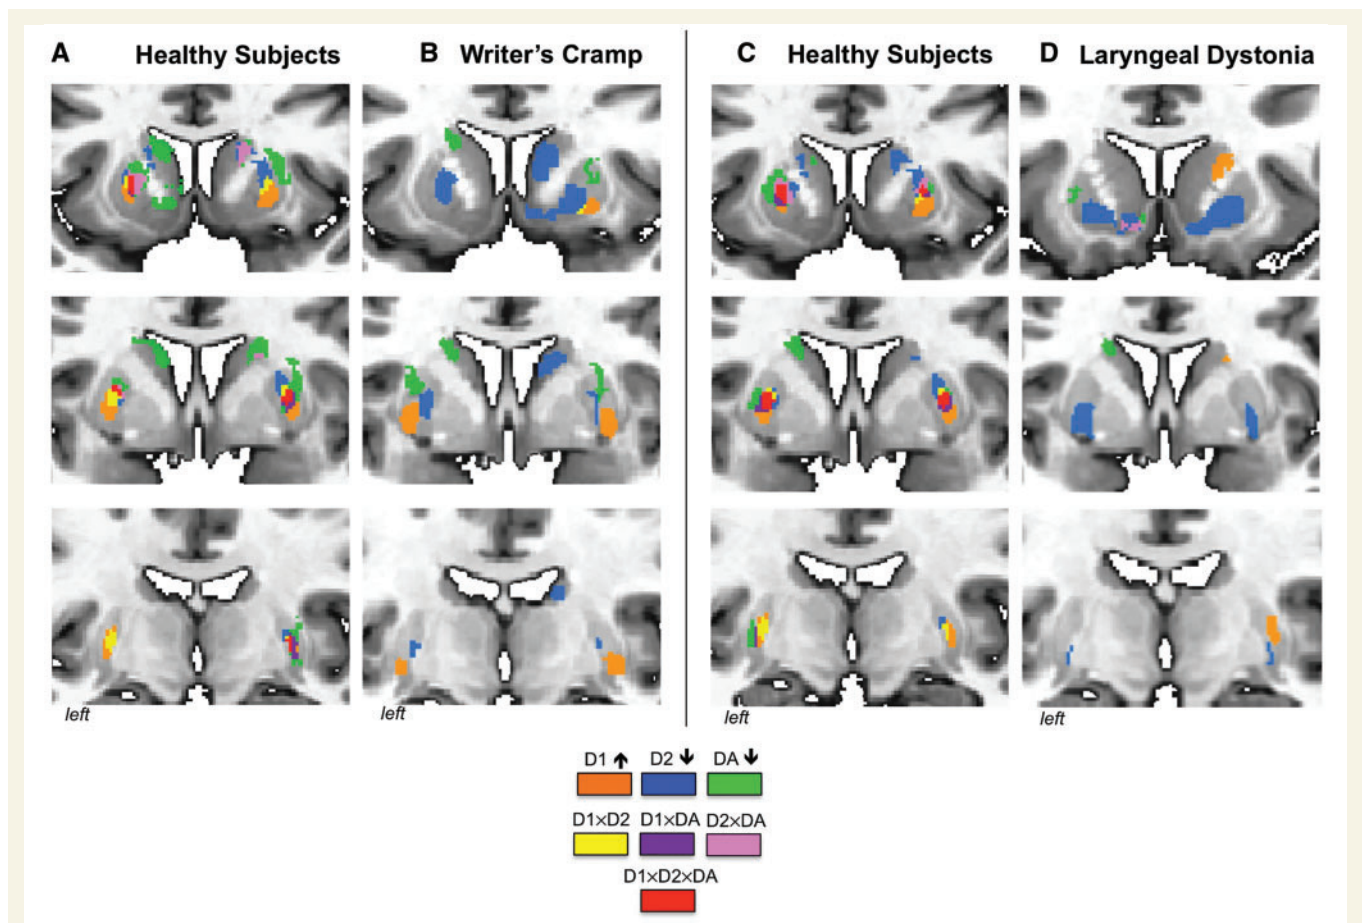 A Healthy Subjects B Writer's Cramp C Healthy Subjects D Laryngeal Dystonia
left left left left
D1 ↑ D2 ↓ DA ↓
D1×D2 D1×DA D2×DA
D1×D2×DA